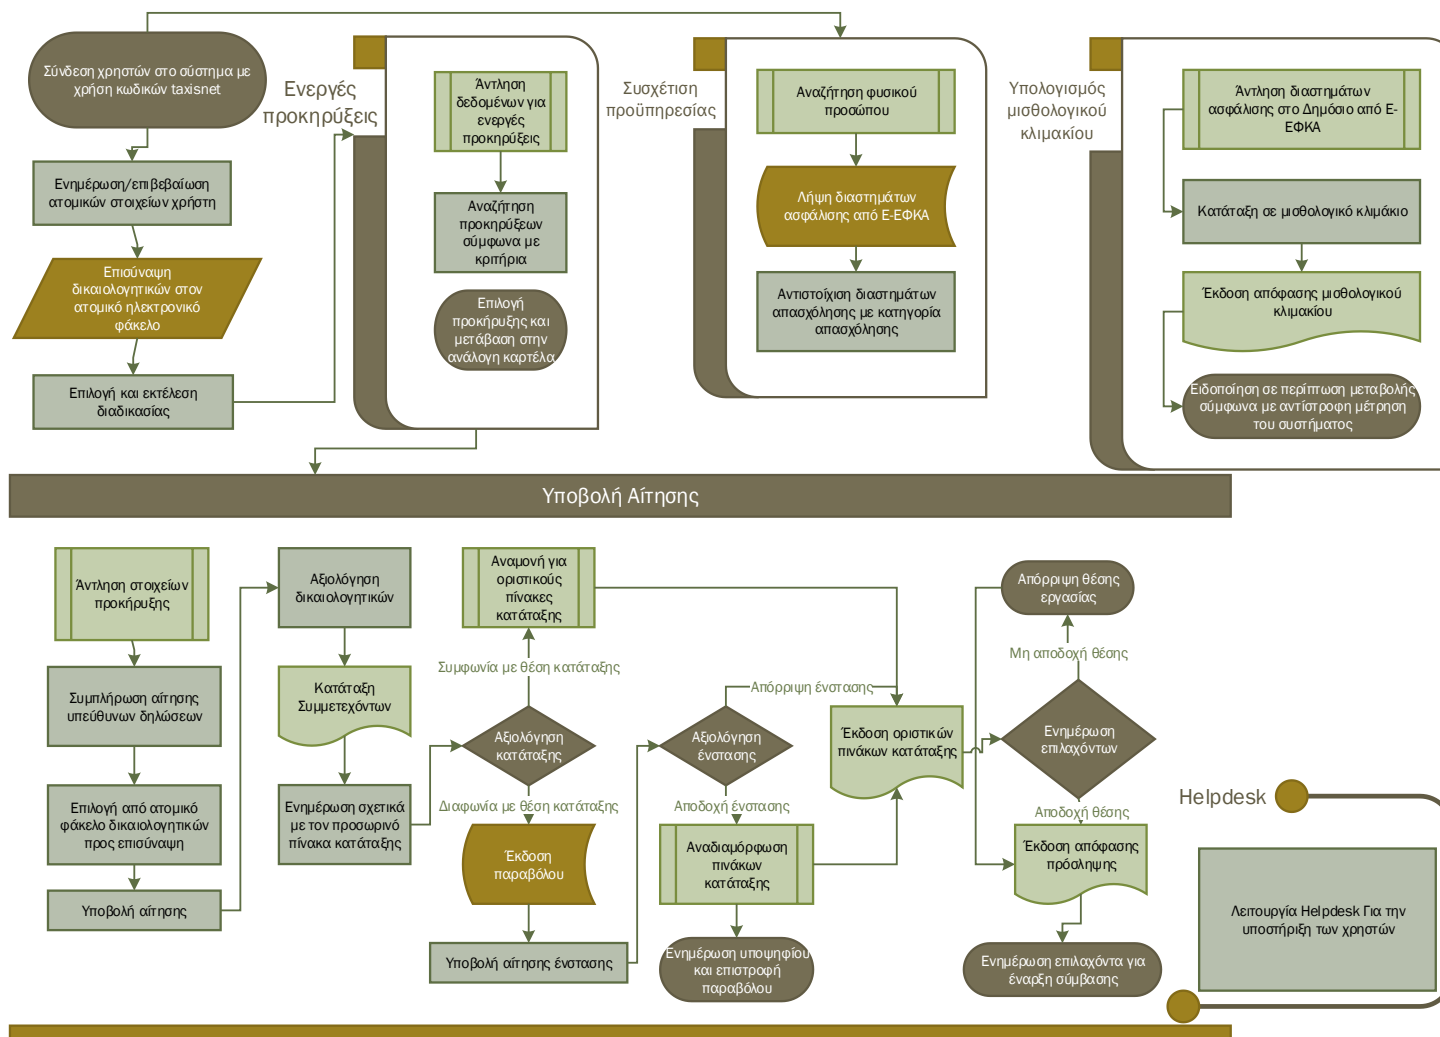 Σύνδεση χρηστών στο σύστημα με
χρήση κωδικών taxisnet
Ενημέρωση/επιβεβαίωση
ατομικών στοιχείων χρήστη
Επισύναψη
δικαιολογητικών στον
ατομικό ηλεκτρονικό
φάκελο
Επιλογή και εκτέλεση
διαδικασίας
Ενεργές
προκηρύξεις
Άντληση
δεδομένων για
ενεργές
προκηρύξεις
Αναζήτηση
προκηρύξεων
σύμφωνα με
κριτήρια
Επιλογή
προκήρυξης και
μετάβαση στην
ανάλογη καρτέλα
Συσχέτιση
προϋπηρεσίας
Αναζήτηση φυσικού
προσώπου
Λήψη διαστημάτων
ασφάλισης από Ε-ΕΦΚΑ
Αντιστοίχιση διαστημάτων
απασχόλησης με κατηγορία
απασχόλησης
Υπολογισμός
μισθολογικού
κλιμακίου
Άντληση διαστημάτων
ασφάλισης στο Δημόσιο από Ε-
ΕΦΚΑ
Κατάταξη σε μισθολογικό κλιμάκιο
Έκδοση απόφασης μισθολογικού
κλιμακίου
Ειδοποίηση σε περίπτωση μεταβολής
σύμφωνα με αντίστροφη μέτρηση
του συστήματος
Υποβολή Αίτησης
Άντληση στοιχείων
προκήρυξης
Συμπλήρωση αίτησης
υπεύθυνων δηλώσεων
Επιλογή από ατομικό
φάκελο δικαιολογητικών
προς επισύναψη
Υποβολή αίτησης
Αξιολόγηση
δικαιολογητικών
Κατάταξη
Συμμετεχόντων
Ενημέρωση σχετικά
με τον προσωρινό
πίνακα κατάταξης
Αναμονή για
οριστικούς
πίνακες
κατάταξης
Συμφωνία με θέση κατάταξης
Αξιολόγηση
κατάταξης
Διαφωνία με θέση κατάταξης
Έκδοση
παραβόλου
Υποβολή αίτησης ένστασης
Απόρριψη ένστασης
Αξιολόγηση
ένστασης
Αποδοχή ένστασης
Αναδιαμόρφωση
πινάκων
κατάταξης
Ενημέρωση υποψηφίου
και επιστροφή
παραβόλου
Έκδοση οριστικών
πινάκων κατάταξης
Απόρριψη θέσης
εργασίας
Μη αποδοχή θέσης
Ενημέρωση
επιλαχόντων
Αποδοχή θέσης
Έκδοση απόφασης
πρόσληψης
Ενημέρωση επιλαχόντα για
έναρξη σύμβασης
Helpdesk
Λειτουργία Helpdesk Για την
υποστήριξη των χρηστών